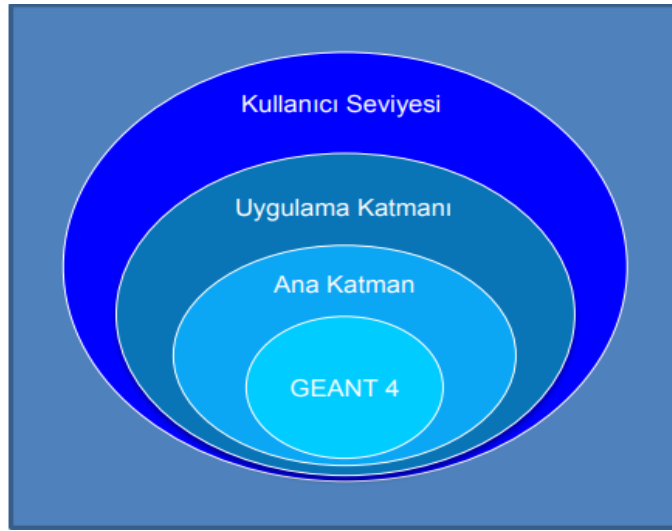 Kullanıcı Seviyesi
Uygulama Katmanı
Ana Katman
GEANT 4